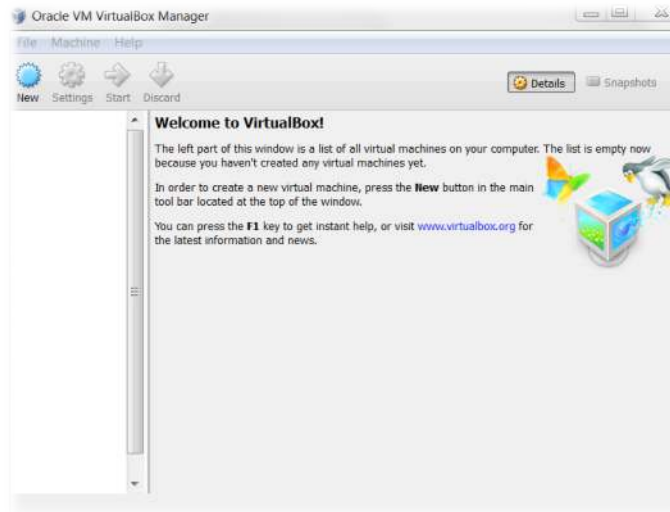 Oracle VM VirtualBox Manager
File Machine Help
New Settings Start Discard
Details Snapshots
Welcome to VirtualBox!
The left part of this window is a list of all virtual machines on your computer. The list is empty now
because you haven't created any virtual machines yet.
In order to create a new virtual machine, press the New button in the main
tool bar located at the top of the window.
You can press the F1 key to get instant help, or visit www.virtualbox.org for
the latest information and news.